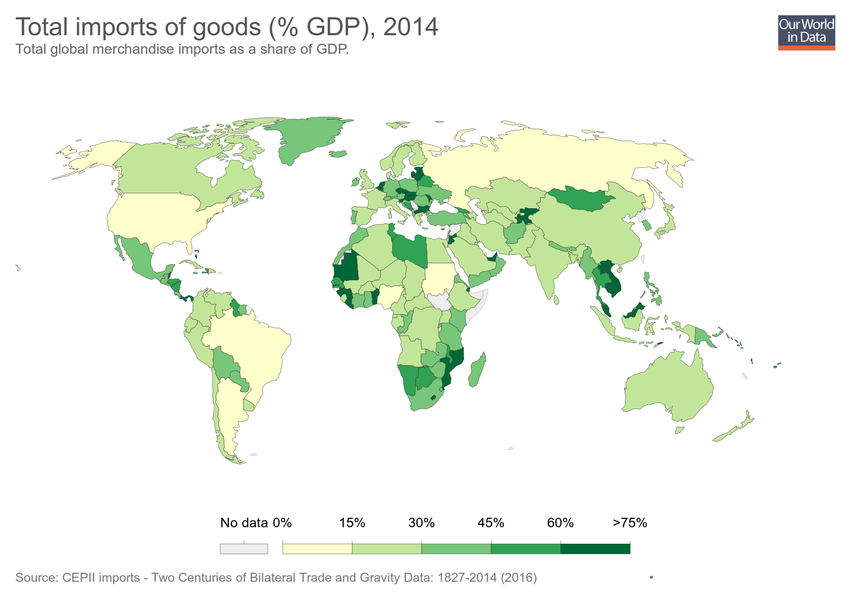 Total imports of goods (% GDP), 2014
Total global merchandise imports as a share of GDP.
Our World
in Data
No data 0% 15% 30% 45% 60% >75%
Source: CEPII imports - Two Centuries of Bilateral Trade and Gravity Data: 1827-2014 (2016) •